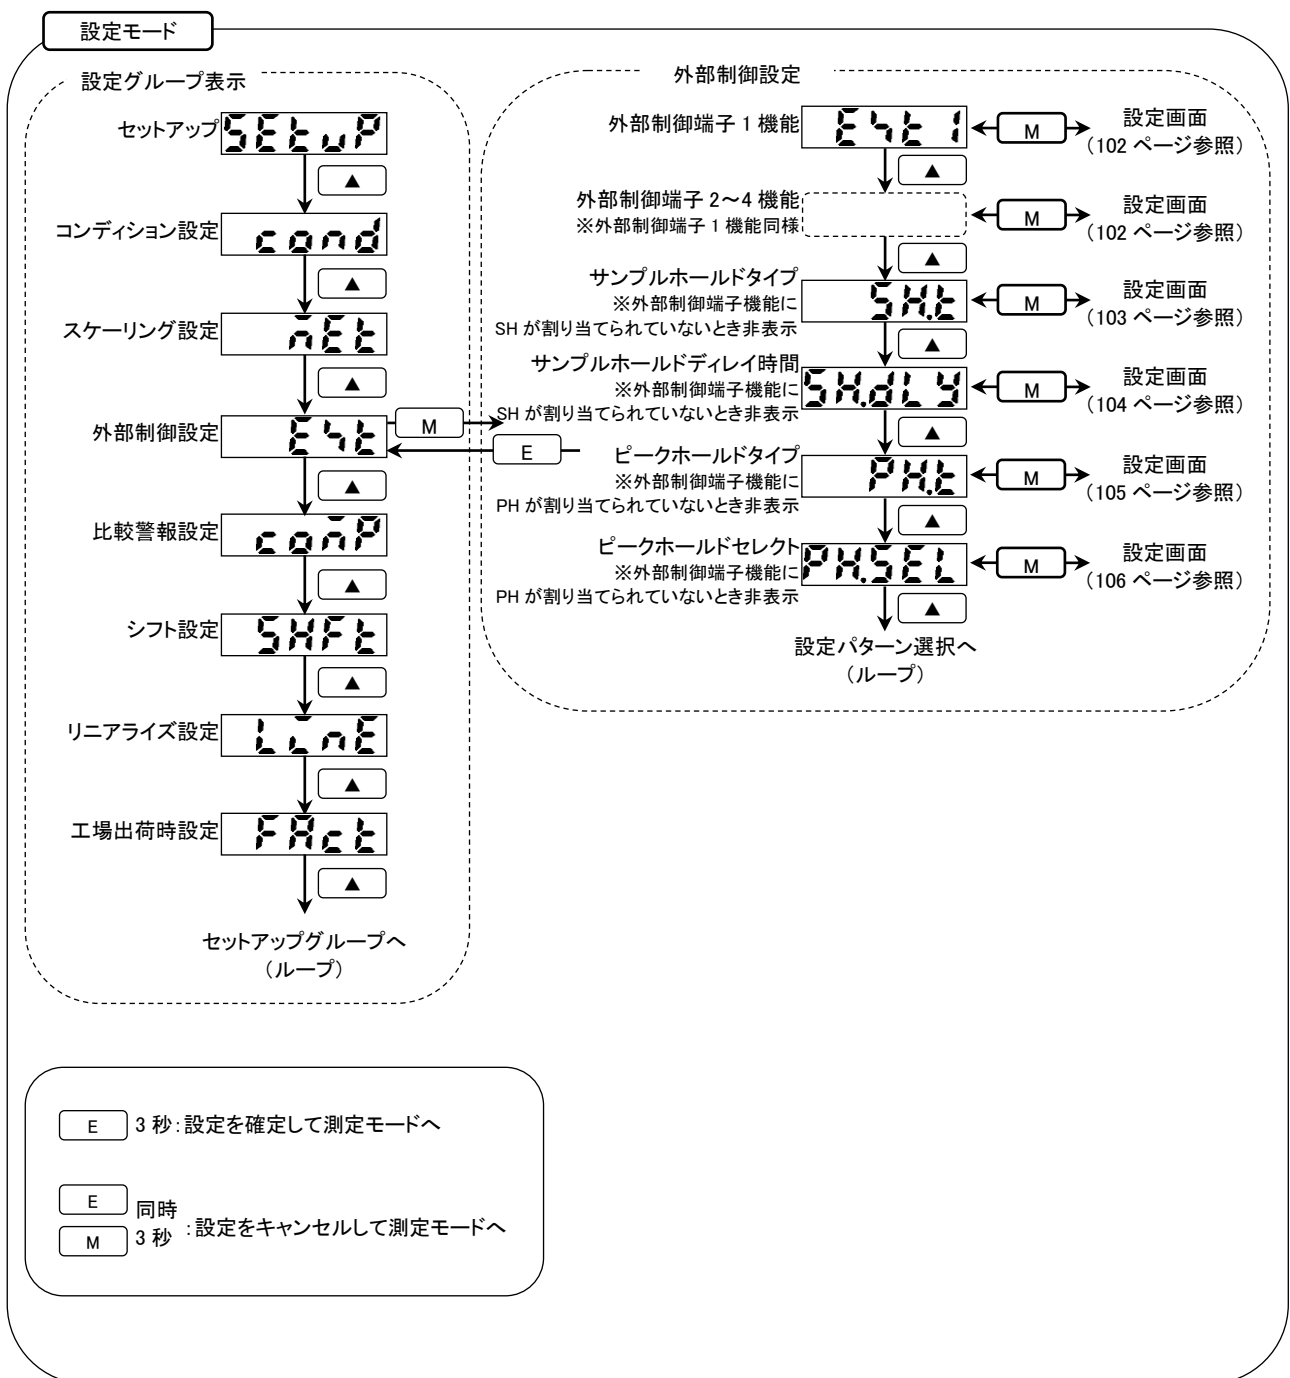 設定モード
設定グループ表示
セットアップ SEtuP
▲
コンディション設定 cond
▲
スケーリング設定 mEt
▲
外部制御設定 Ext
M
E
▲
比較警報設定 comP
▲
シフト設定 SHFt
▲
リニアライズ設定 LinE
▲
工場出荷時設定 FAct
▲
セットアップグループへ
(ループ)
外部制御設定
外部制御端子 1 機能 Ext1 M 設定画面
(102 ページ参照)
▲
外部制御端子 2~4 機能
※外部制御端子 1 機能同様
M 設定画面
(102 ページ参照)
▲
サンプルホールドタイプ
※外部制御端子機能に
SH が割り当てられていないとき非表示
SH.t M 設定画面
(103 ページ参照)
▲
サンプルホールドディレイ時間
※外部制御端子機能に
SH が割り当てられていないとき非表示
SH.dLY M 設定画面
(104 ページ参照)
▲
ピークホールドタイプ
※外部制御端子機能に
PH が割り当てられていないとき非表示
PH.t M 設定画面
(105 ページ参照)
▲
ピークホールドセレクト
※外部制御端子機能に
PH が割り当てられていないとき非表示
PH.SEL M 設定画面
(106 ページ参照)
▲
設定パターン選択へ
(ループ)
E 3 秒:設定を確定して測定モードへ
E 同時
M 3 秒 :設定をキャンセルして測定モードへ